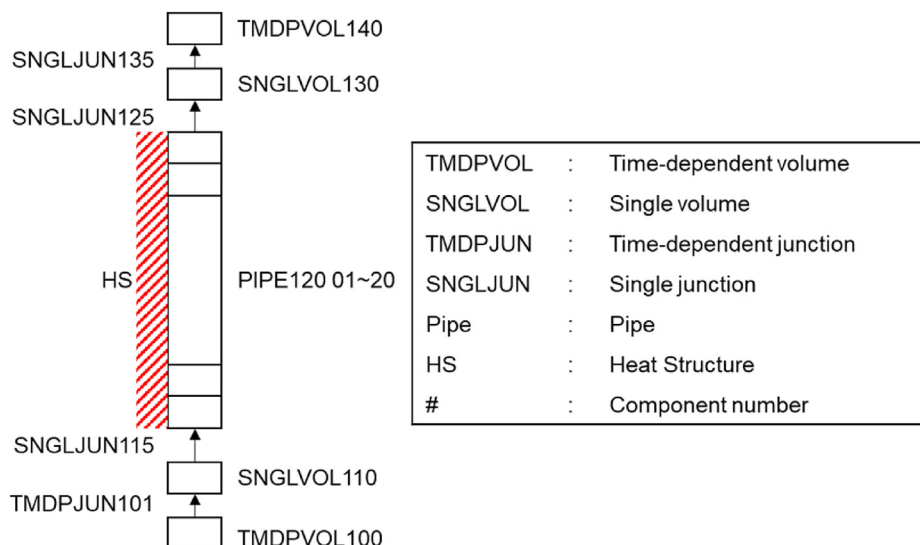 TMDPVOL140
SNGLJUN135
SNGLVOL130
SNGLJUN125
HS
PIPE120 01~20
SNGLJUN115
SNGLVOL110
TMDPJUN101
TMDPVOL100
TMDPVOL : Time-dependent volume
SNGLVOL : Single volume
TMDPJUN : Time-dependent junction
SNGLJUN : Single junction
Pipe : Pipe
HS : Heat Structure
# : Component number